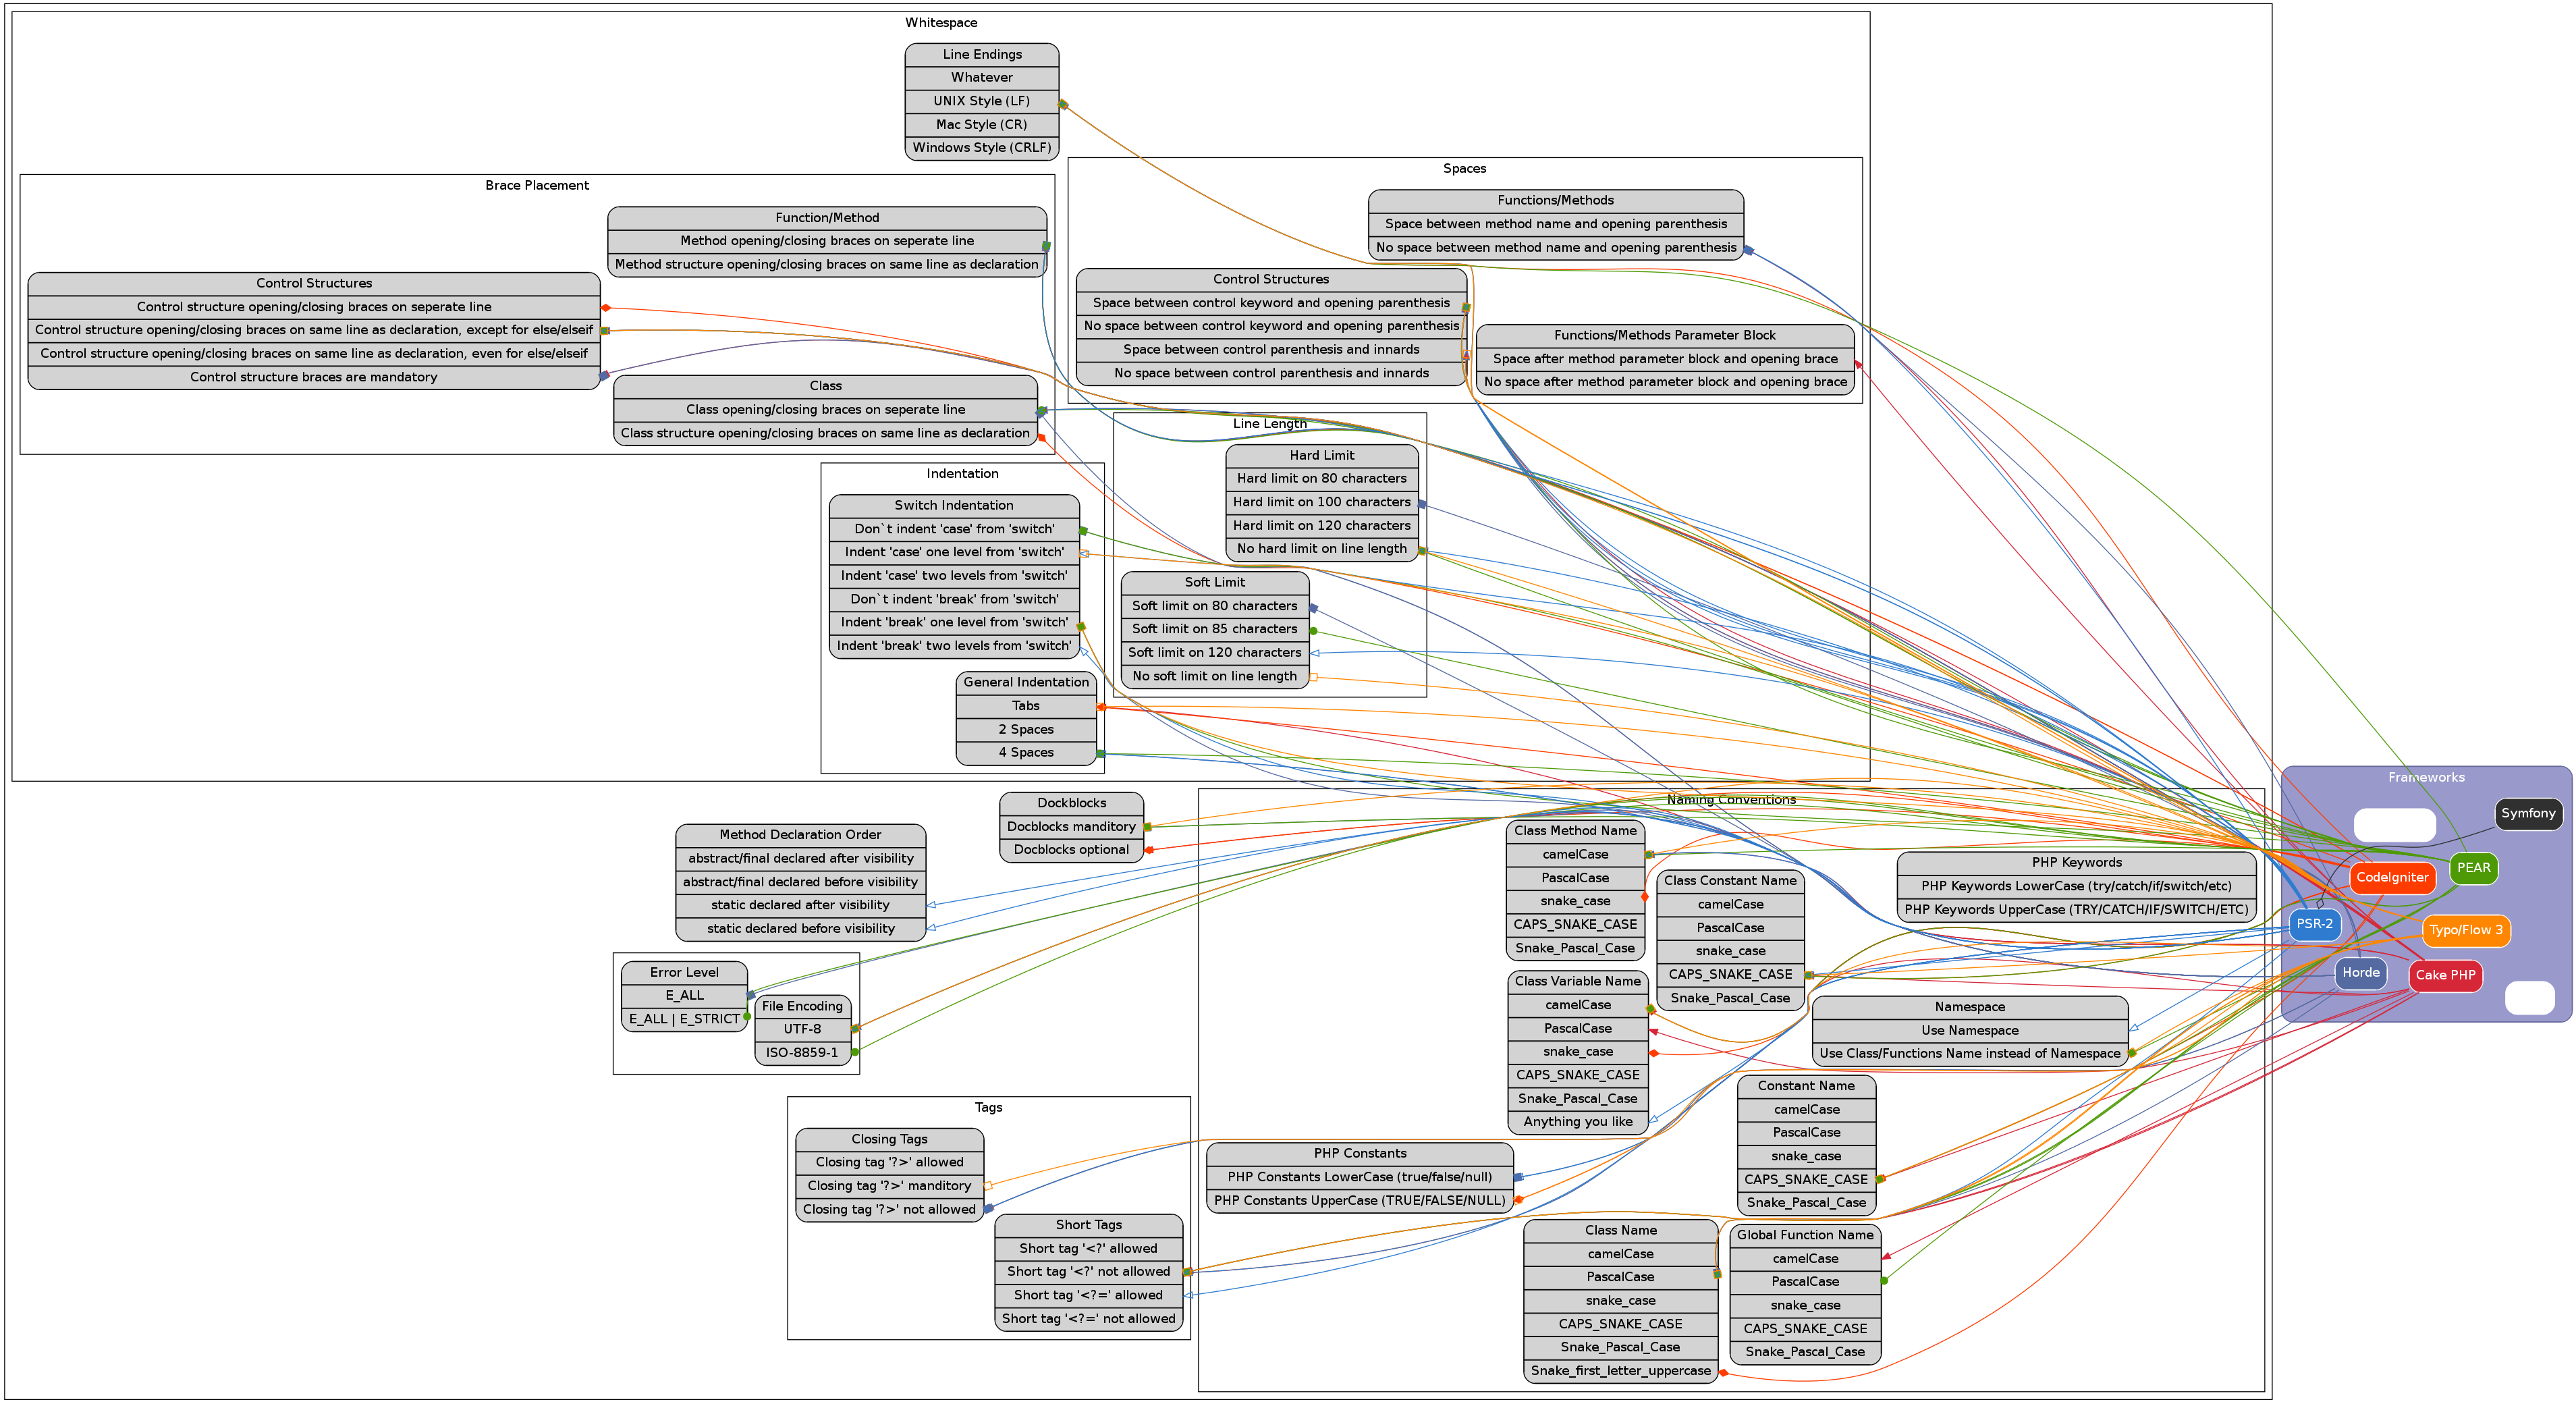 Whitespace
Line Endings
Whatever
UNIX Style (LF)
Mac Style (CR)
Windows Style (CRLF)
Brace Placement
Function/Method
Method opening/closing braces on seperate line
Method structure opening/closing braces on same line as declaration
Control Structures
Control structure opening/closing braces on seperate line
Control structure opening/closing braces on same line as declaration, except for else/elseif
Control structure opening/closing braces on same line as declaration, even for else/elseif
Control structure braces are mandatory
Class
Class opening/closing braces on seperate line
Class structure opening/closing braces on same line as declaration
Spaces
Functions/Methods
Space between method name and opening parenthesis
No space between method name and opening parenthesis
Control Structures
Space between control keyword and opening parenthesis
No space between control keyword and opening parenthesis
Space between control parenthesis and innards
No space between control parenthesis and innards
Functions/Methods Parameter Block
Space after method parameter block and opening brace
No space after method parameter block and opening brace
Line Length
Hard Limit
Hard limit on 80 characters
Hard limit on 100 characters
Hard limit on 120 characters
No hard limit on line length
Soft Limit
Soft limit on 80 characters
Soft limit on 85 characters
Soft limit on 120 characters
No soft limit on line length
Indentation
Switch Indentation
Don`t indent 'case' from 'switch'
Indent 'case' one level from 'switch'
Indent 'case' two levels from 'switch'
Don`t indent 'break' from 'switch'
Indent 'break' one level from 'switch'
Indent 'break' two levels from 'switch'
General Indentation
Tabs
2 Spaces
4 Spaces
Dockblocks
Docblocks manditory
Docblocks optional
Method Declaration Order
abstract/final declared after visibility
abstract/final declared before visibility
static declared after visibility
static declared before visibility
Error Level
E_ALL
E_ALL | E_STRICT
File Encoding
UTF-8
ISO-8859-1
Tags
Closing Tags
Closing tag '?>' allowed
Closing tag '?>' manditory
Closing tag '?>' not allowed
Short Tags
Short tag '<?' allowed
Short tag '<?' not allowed
Short tag '<?=' allowed
Short tag '<?=' not allowed
Naming Conventions
Class Method Name
camelCase
PascalCase
snake_case
CAPS_SNAKE_CASE
Snake_Pascal_Case
Class Constant Name
camelCase
PascalCase
snake_case
CAPS_SNAKE_CASE
Snake_Pascal_Case
PHP Keywords
PHP Keywords LowerCase (try/catch/if/switch/etc)
PHP Keywords UpperCase (TRY/CATCH/IF/SWITCH/ETC)
Class Variable Name
camelCase
PascalCase
snake_case
CAPS_SNAKE_CASE
Snake_Pascal_Case
Anything you like
Namespace
Use Namespace
Use Class/Functions Name instead of Namespace
Constant Name
camelCase
PascalCase
snake_case
CAPS_SNAKE_CASE
Snake_Pascal_Case
PHP Constants
PHP Constants LowerCase (true/false/null)
PHP Constants UpperCase (TRUE/FALSE/NULL)
Class Name
camelCase
PascalCase
snake_case
CAPS_SNAKE_CASE
Snake_Pascal_Case
Snake_first_letter_uppercase
Global Function Name
camelCase
PascalCase
snake_case
CAPS_SNAKE_CASE
Snake_Pascal_Case
Frameworks
Symfony
PEAR
CodeIgniter
PSR-2
Typo/Flow 3
Horde
Cake PHP